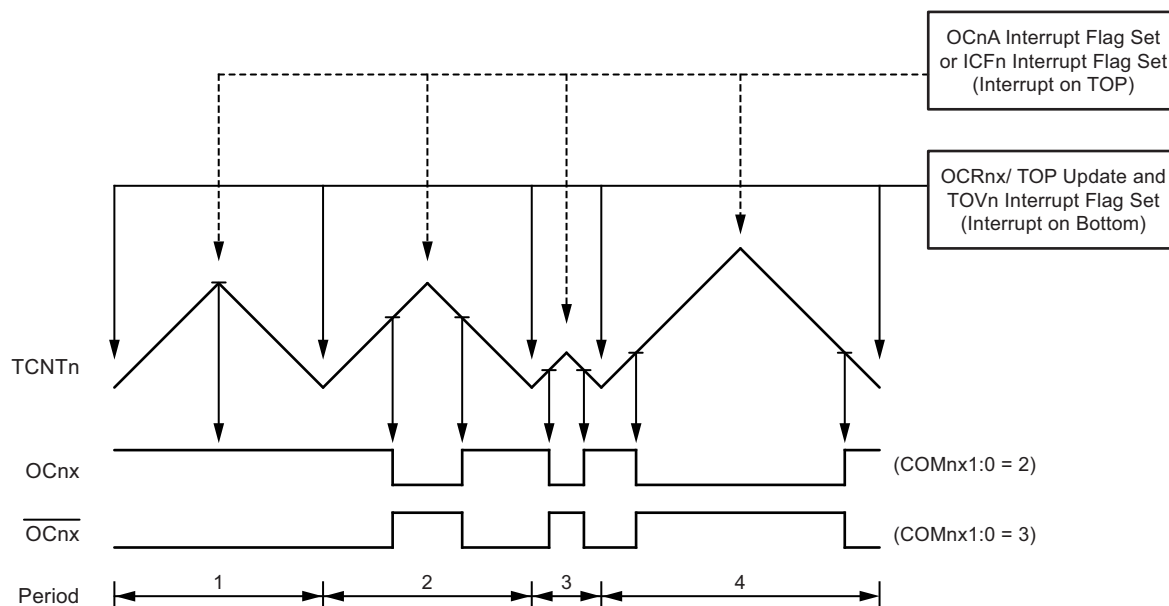 OCnA Interrupt Flag Set
or ICFn Interrupt Flag Set
(Interrupt on TOP)
OCRnx/ TOP Update and
TOVn Interrupt Flag Set
(Interrupt on Bottom)
TCNTn
OCnx
(COMnx1:0 = 2)
OCnx
(COMnx1:0 = 3)
Period
1
2
3
4